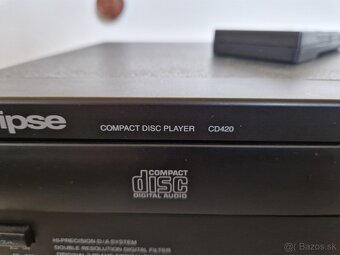 ipse
COMPACT DISC PLAYER CD420
COMPACT
disc
DIGITAL AUDIO
HI-PRECISION D/A SYSTEM
DOUBLE RESOLUTION DIGITAL FILTER
bazos.sk